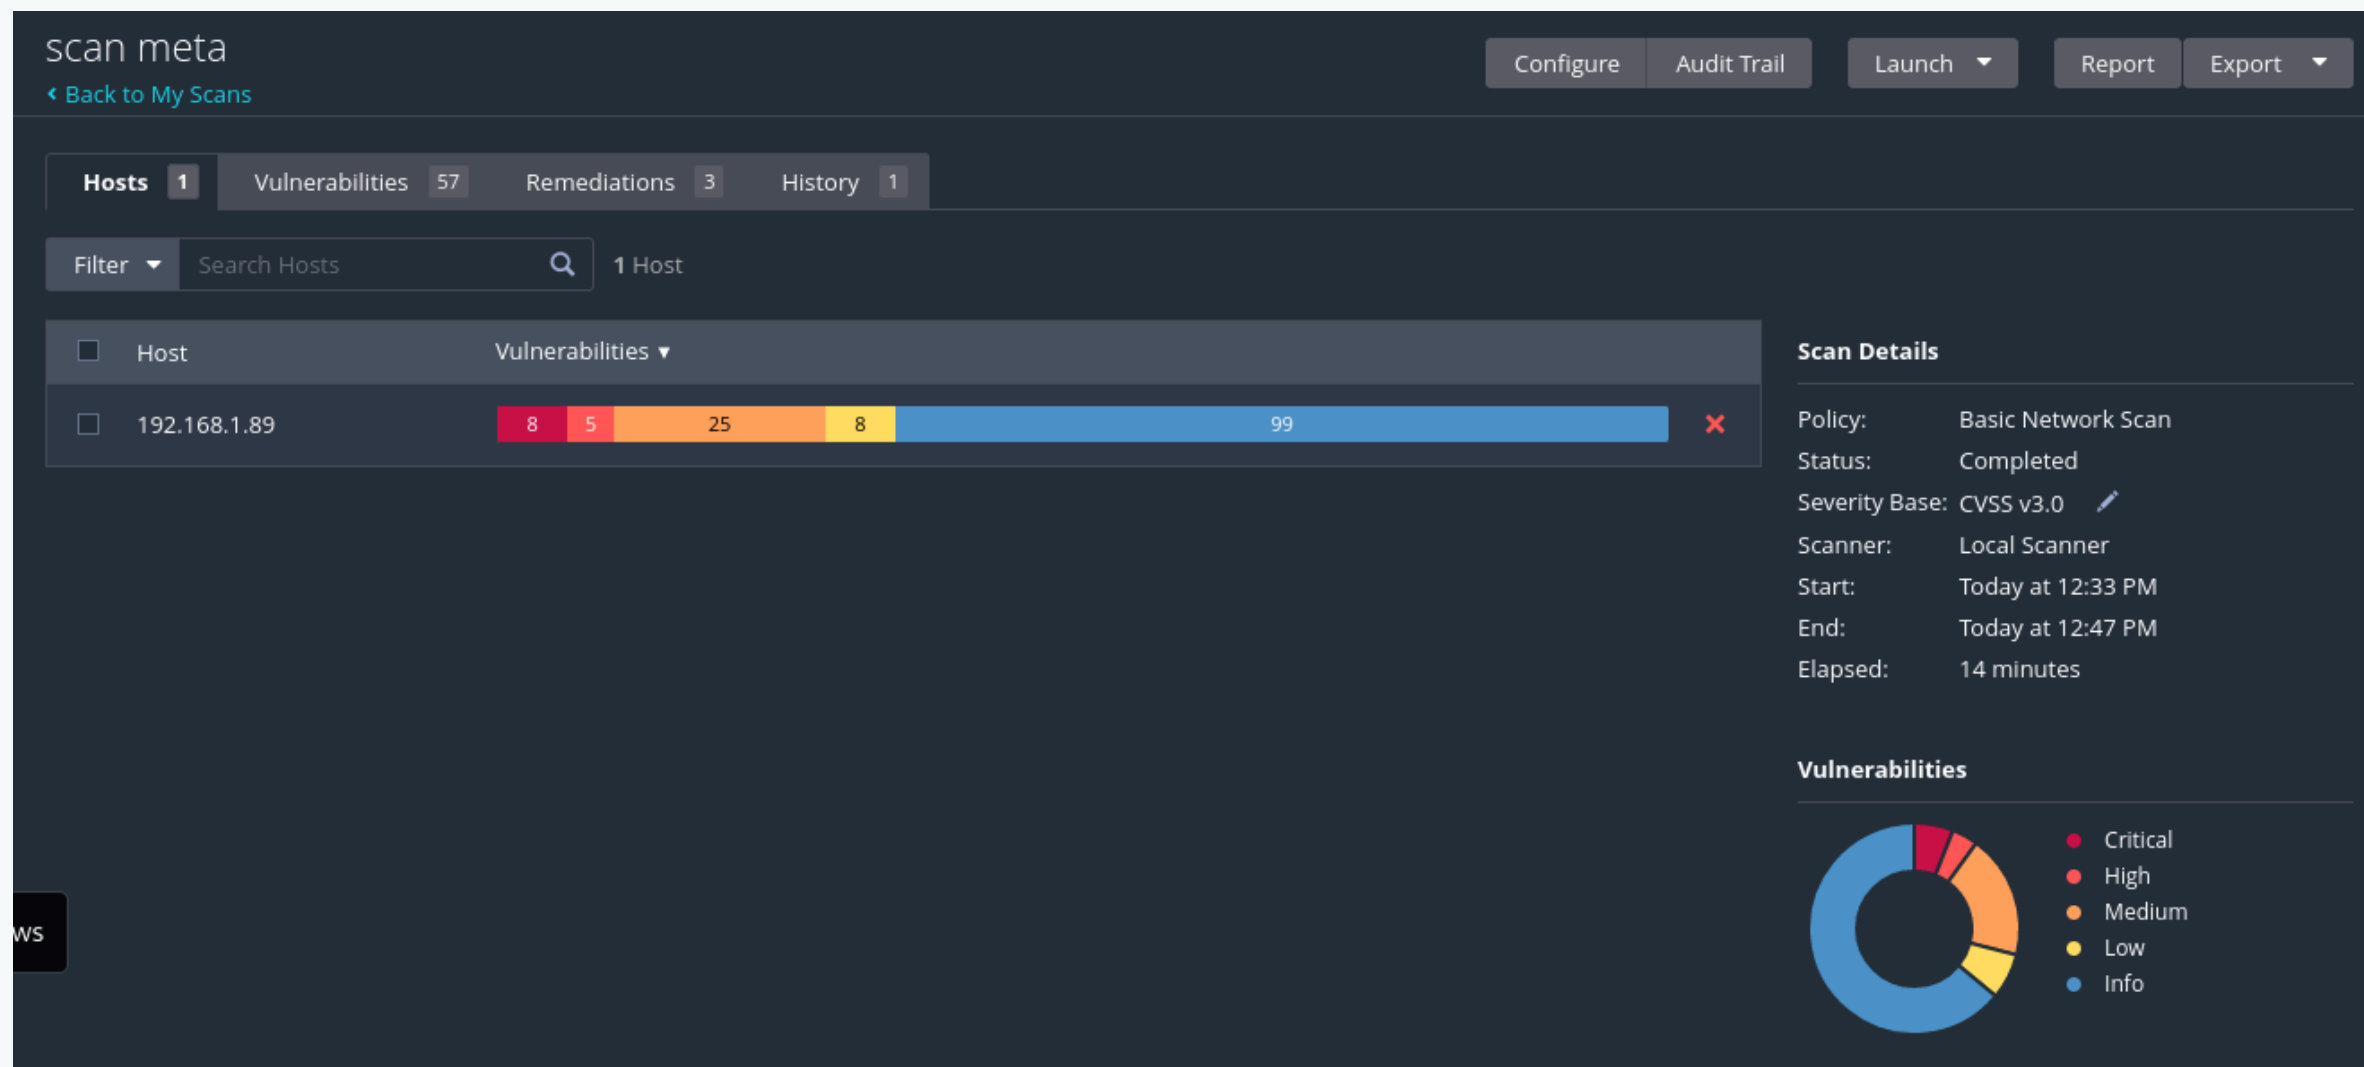 scan meta
Back to My Scans
Configure Audit Trail Launch Report Export
Hosts 1 Vulnerabilities 57 Remediations 3 History 1
Filter Search Hosts 1 Host
Host Vulnerabilities
192.168.1.89 8 5 25 8 99
Scan Details
Policy: Basic Network Scan
Status: Completed
Severity Base: CVSS v3.0
Scanner: Local Scanner
Start: Today at 12:33 PM
End: Today at 12:47 PM
Elapsed: 14 minutes
Vulnerabilities
Critical
High
Medium
Low
Info
ws